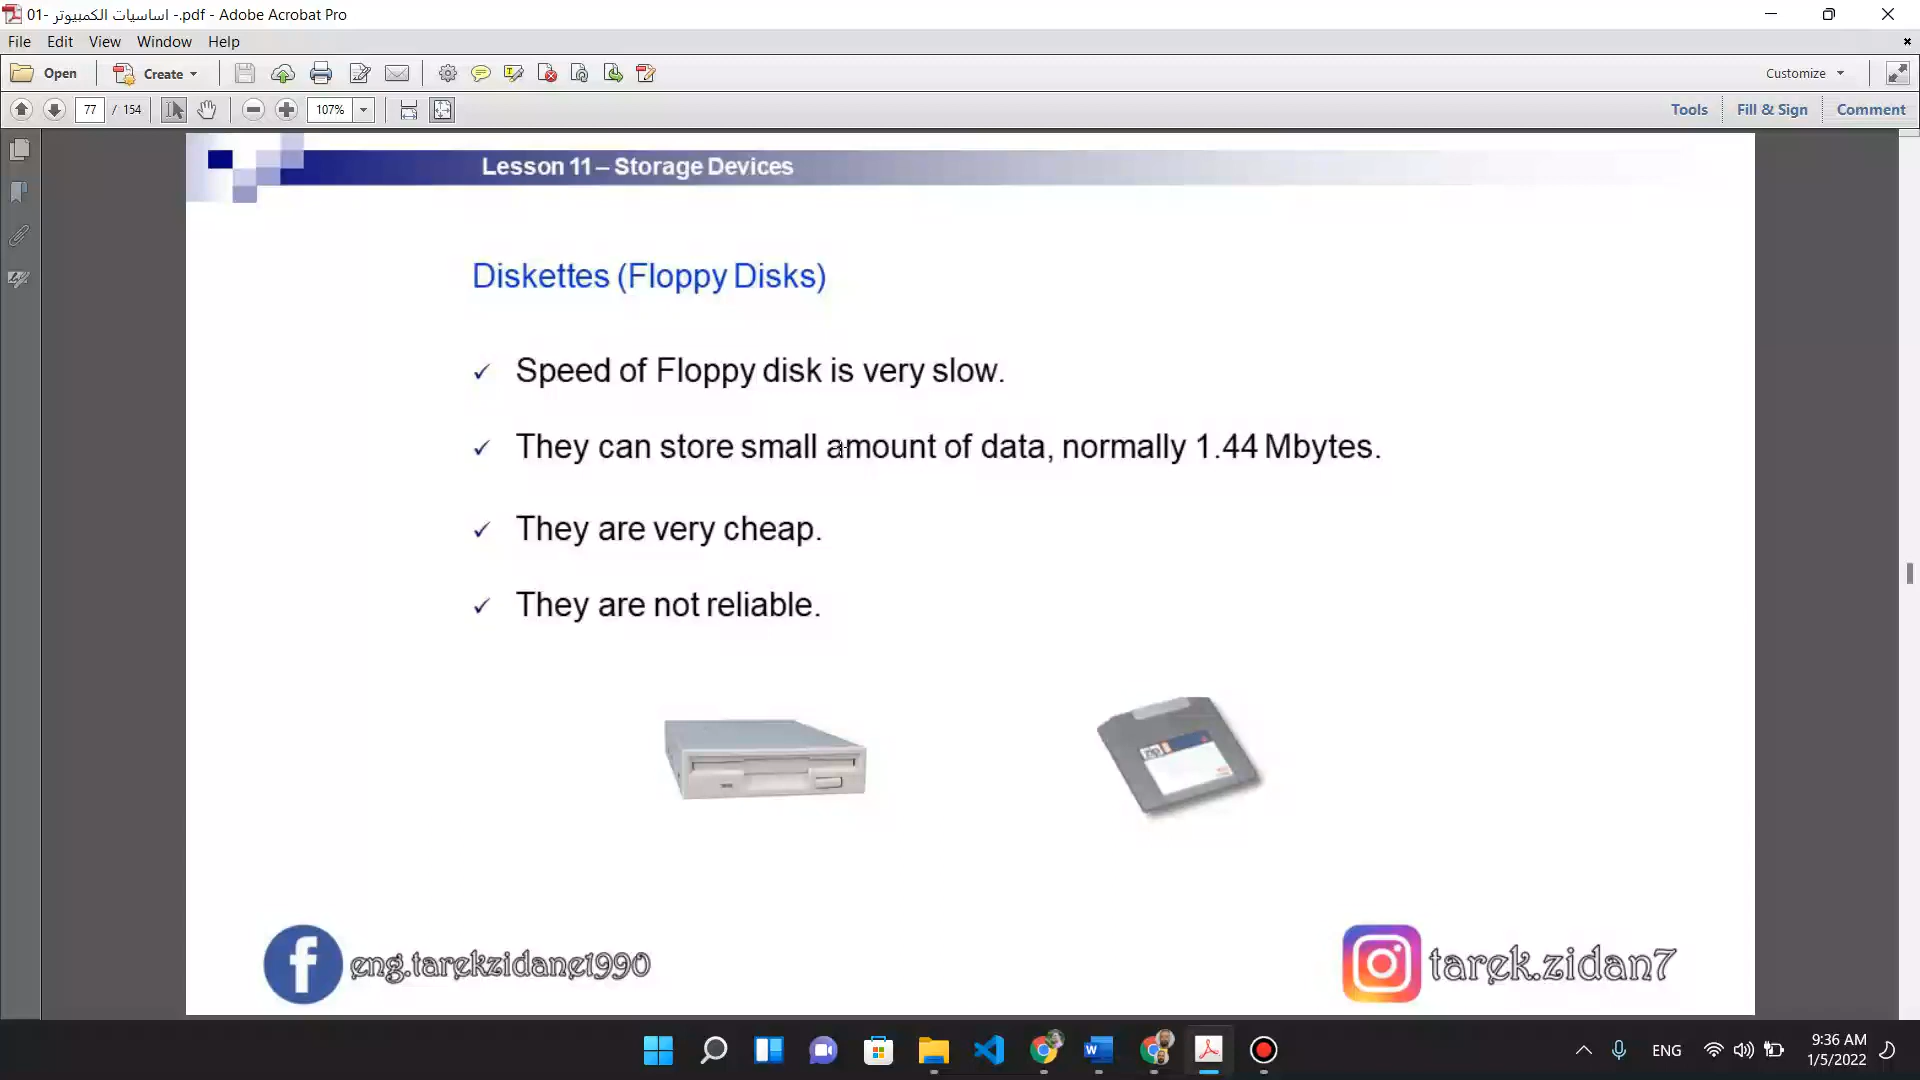 01- اساسيات الكمبيوتر -.pdf - Adobe Acrobat Pro
File Edit View Window Help
Open Create Customize
77 / 154 107% Tools Fill & Sign Comment
Lesson 11 – Storage Devices
Diskettes (Floppy Disks)
✓ Speed of Floppy disk is very slow.
✓ They can store small amount of data, normally 1.44 Mbytes.
✓ They are very cheap.
✓ They are not reliable.
zip
eng.tarekzidane1990
tarek.zidan7
ENG 9:36 AM
1/5/2022